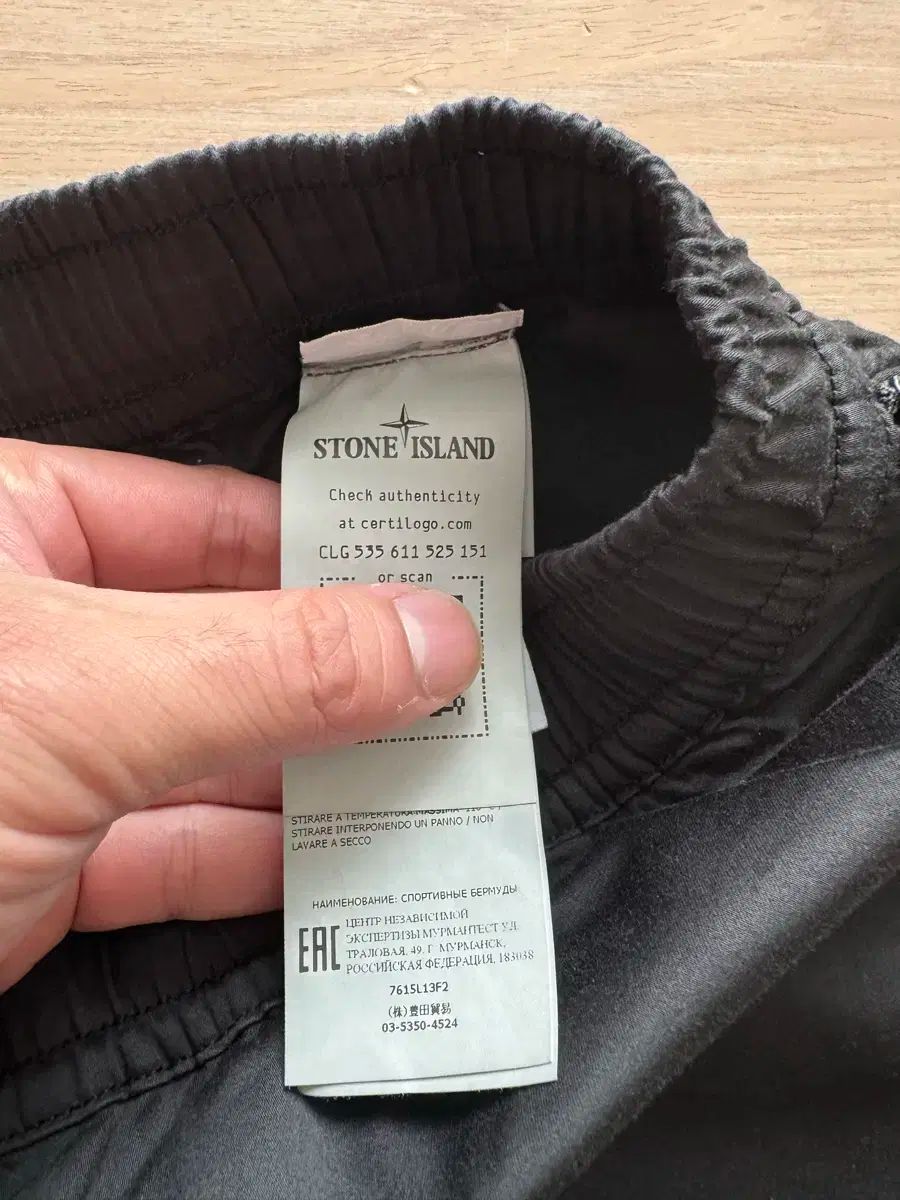 STONE ISLAND
Check authenticity
at certilogo.com
CLG 535 611 525 151
or scan
STIRARE A TEMPERATURA MASSIMA 110°C /
STIRARE INTERPONENDO UN PANNO / NON
LAVARE A SECCO
НАИМЕНОВАНИЕ: СПОРТИВНЫЕ БЕРМУДЫ
EAC
ЦЕНТР НЕЗАВИСИМОЙ
ЭКСПЕРТИЗЫ МУРМАНТЕСТ УЛ.
ТРАЛОВАЯ, 49, Г. МУРМАНСК,
РОССИЙСКАЯ ФЕДЕРАЦИЯ, 183038
7615L13F2
(株)豊田貿易
03-5350-4524